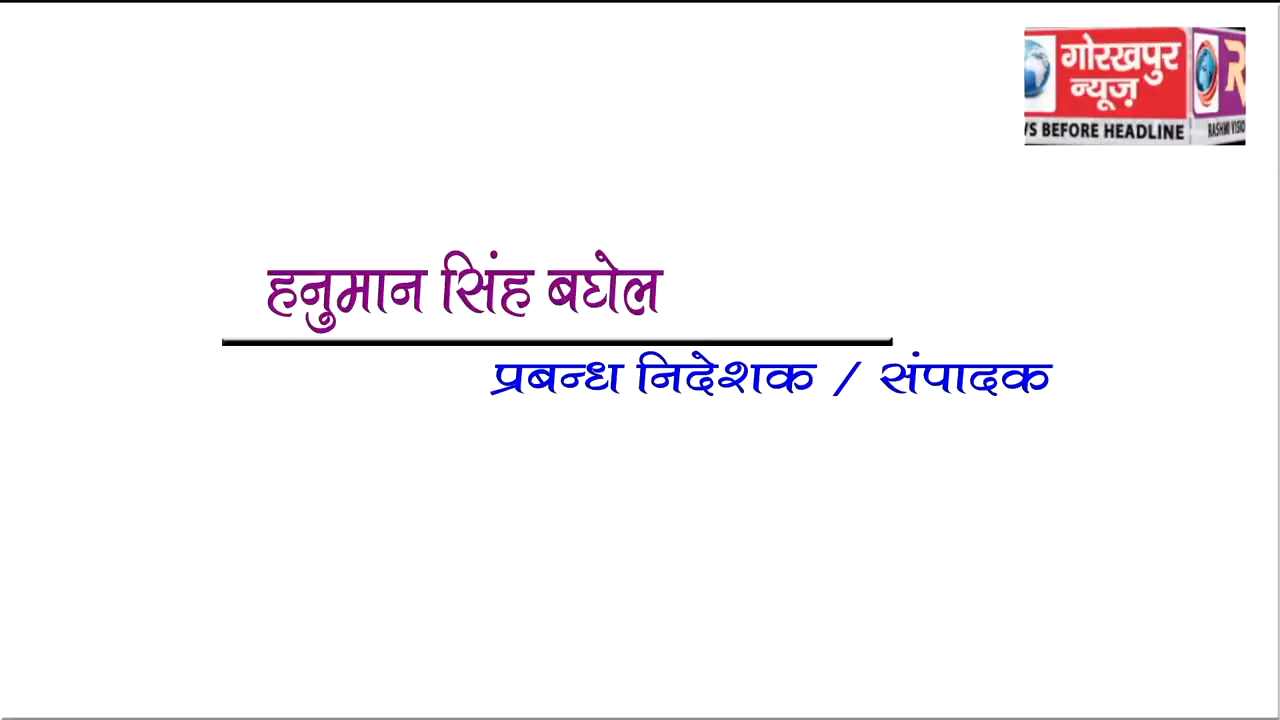 गोरखपुर
न्यूज़
BEFORE HEADLINE
हनुमान सिंह बघेल
प्रबन्ध निदेशक / संपादक